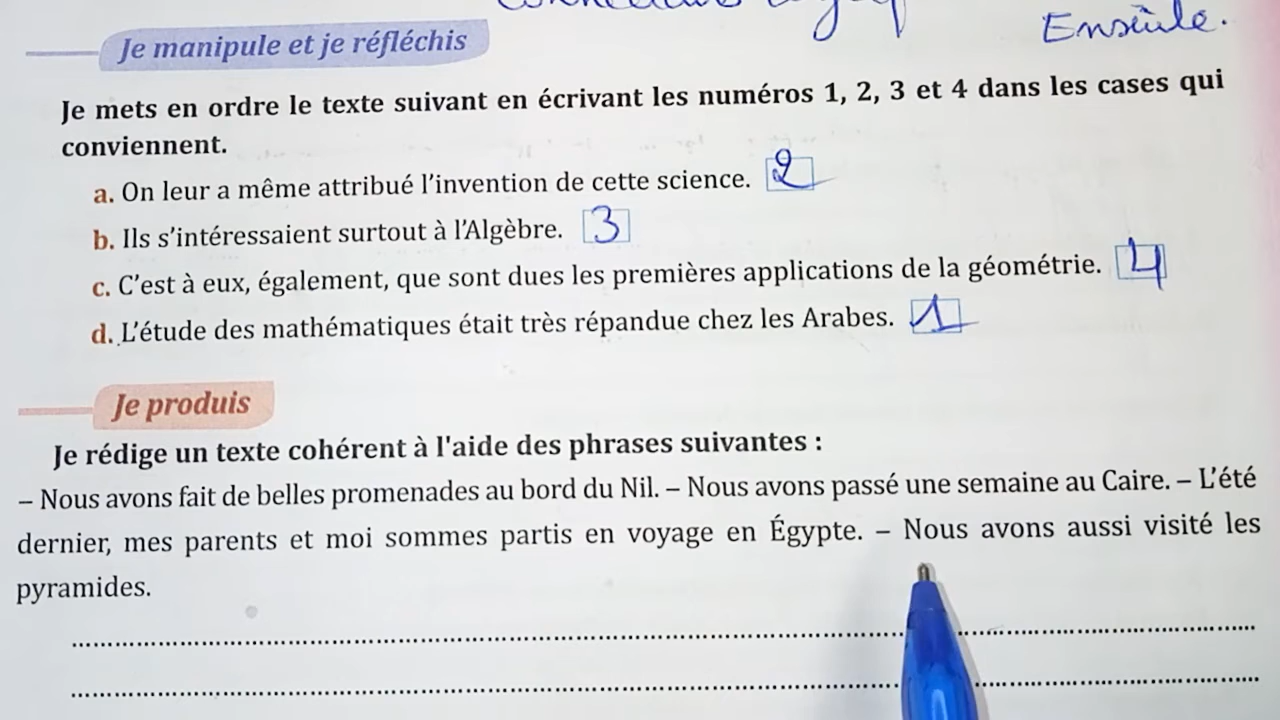 Ensuite.
Je manipule et je réfléchis
Je mets en ordre le texte suivant en écrivant les numéros 1, 2, 3 et 4 dans les cases qui
conviennent.
a. On leur a même attribué l'invention de cette science. 2
b. Ils s'intéressaient surtout à l'Algèbre. 3
c. C'est à eux, également, que sont dues les premières applications de la géométrie. 4
d. L'étude des mathématiques était très répandue chez les Arabes. 1
Je produis
Je rédige un texte cohérent à l'aide des phrases suivantes :
– Nous avons fait de belles promenades au bord du Nil. – Nous avons passé une semaine au Caire. – L'été
dernier, mes parents et moi sommes partis en voyage en Égypte. – Nous avons aussi visité les
pyramides.